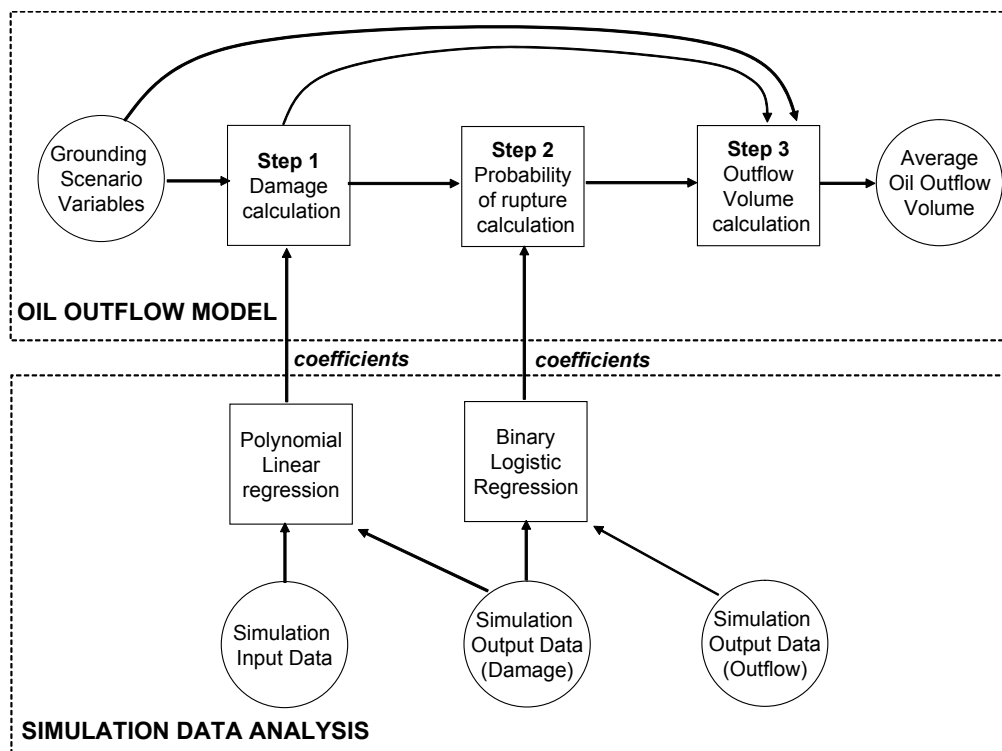 Grounding
Scenario
Variables
Step 1
Damage
calculation
Step 2
Probability
of rupture
calculation
Step 3
Outflow
Volume
calculation
Average
Oil Outflow
Volume
OIL OUTFLOW MODEL
coefficients
coefficients
Polynomial
Linear
regression
Binary
Logistic
Regression
Simulation
Input Data
Simulation
Output Data
(Damage)
Simulation
Output Data
(Outflow)
SIMULATION DATA ANALYSIS